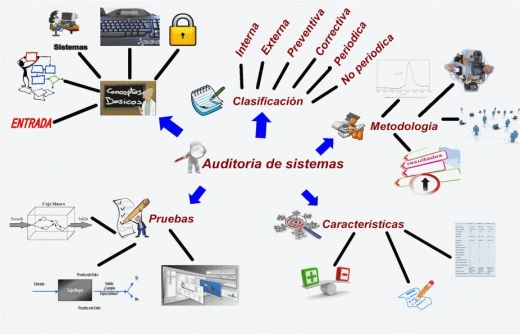 Sistemas
ENTRADA
Conceptos
Basicos
Interna
Externa
Preventiva
Correctiva
Periodica
No periodica
Clasificación
Metodologia
resultados
Auditoria de sistemas
Pruebas
Caja Blanca
Entrada
Salida
Caracteristicas
Entrada
Caja Negra
Salida